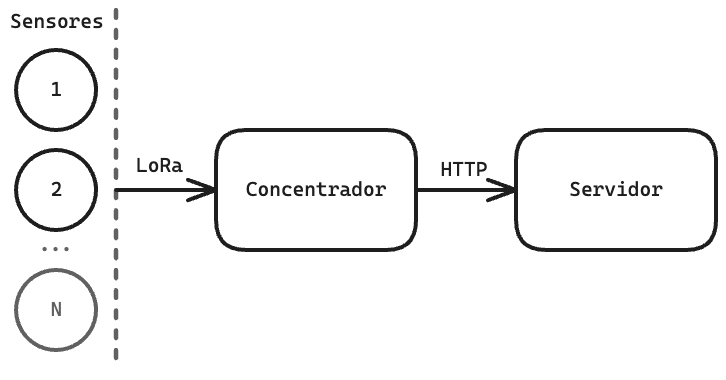 Sensores
1
2
...
N
LoRa
Concentrador
HTTP
Servidor